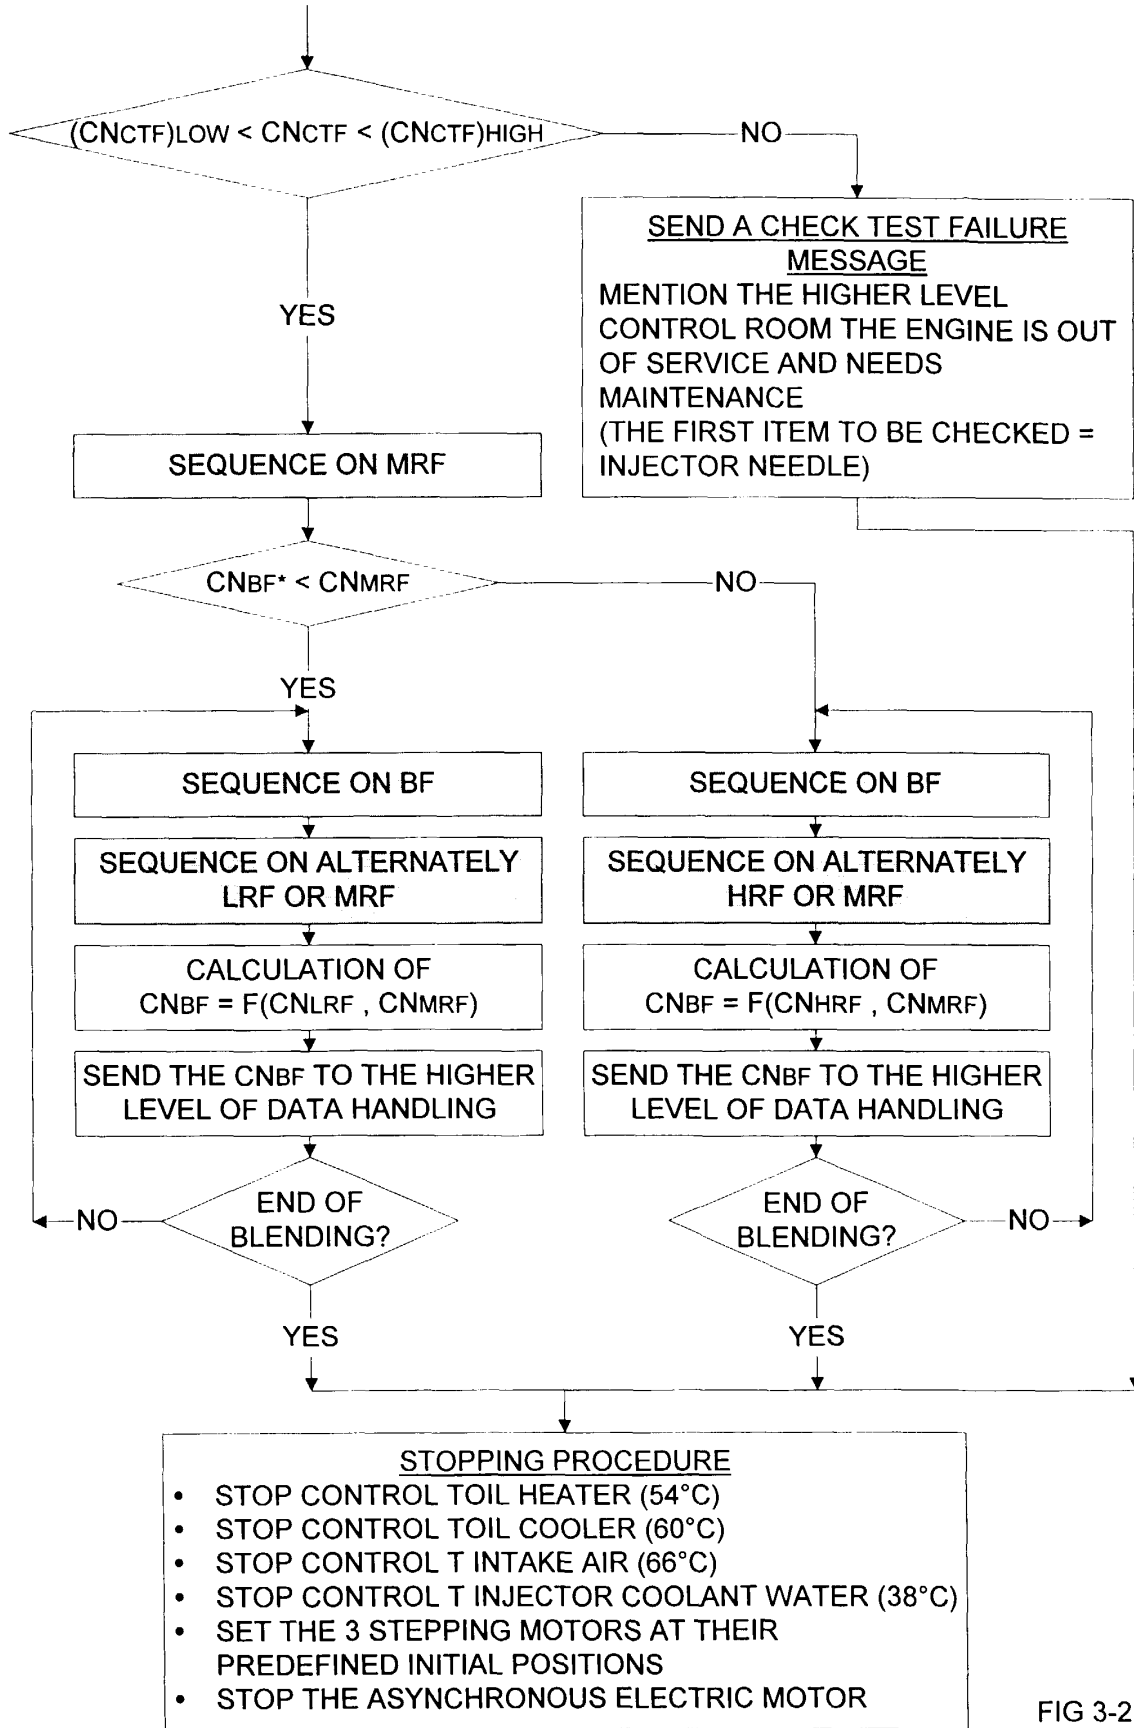 (CNCTF)LOW < CNCTF < (CNCTF)HIGH
NO
SEND A CHECK TEST FAILURE
MESSAGE
MENTION THE HIGHER LEVEL
CONTROL ROOM THE ENGINE IS OUT
OF SERVICE AND NEEDS
MAINTENANCE
(THE FIRST ITEM TO BE CHECKED =
INJECTOR NEEDLE)
YES
SEQUENCE ON MRF
CNBF* < CNMRF
NO
YES
SEQUENCE ON BF
SEQUENCE ON ALTERNATELY
LRF OR MRF
CALCULATION OF
CNBF = F(CNLRF , CNMRF)
SEND THE CNBF TO THE HIGHER
LEVEL OF DATA HANDLING
END OF
BLENDING?
NO
YES
SEQUENCE ON BF
SEQUENCE ON ALTERNATELY
HRF OR MRF
CALCULATION OF
CNBF = F(CNHRF , CNMRF)
SEND THE CNBF TO THE HIGHER
LEVEL OF DATA HANDLING
END OF
BLENDING?
NO
YES
STOPPING PROCEDURE
• STOP CONTROL TOIL HEATER (54°C)
• STOP CONTROL TOIL COOLER (60°C)
• STOP CONTROL T INTAKE AIR (66°C)
• STOP CONTROL T INJECTOR COOLANT WATER (38°C)
• SET THE 3 STEPPING MOTORS AT THEIR
PREDEFINED INITIAL POSITIONS
• STOP THE ASYNCHRONOUS ELECTRIC MOTOR
FIG 3-2